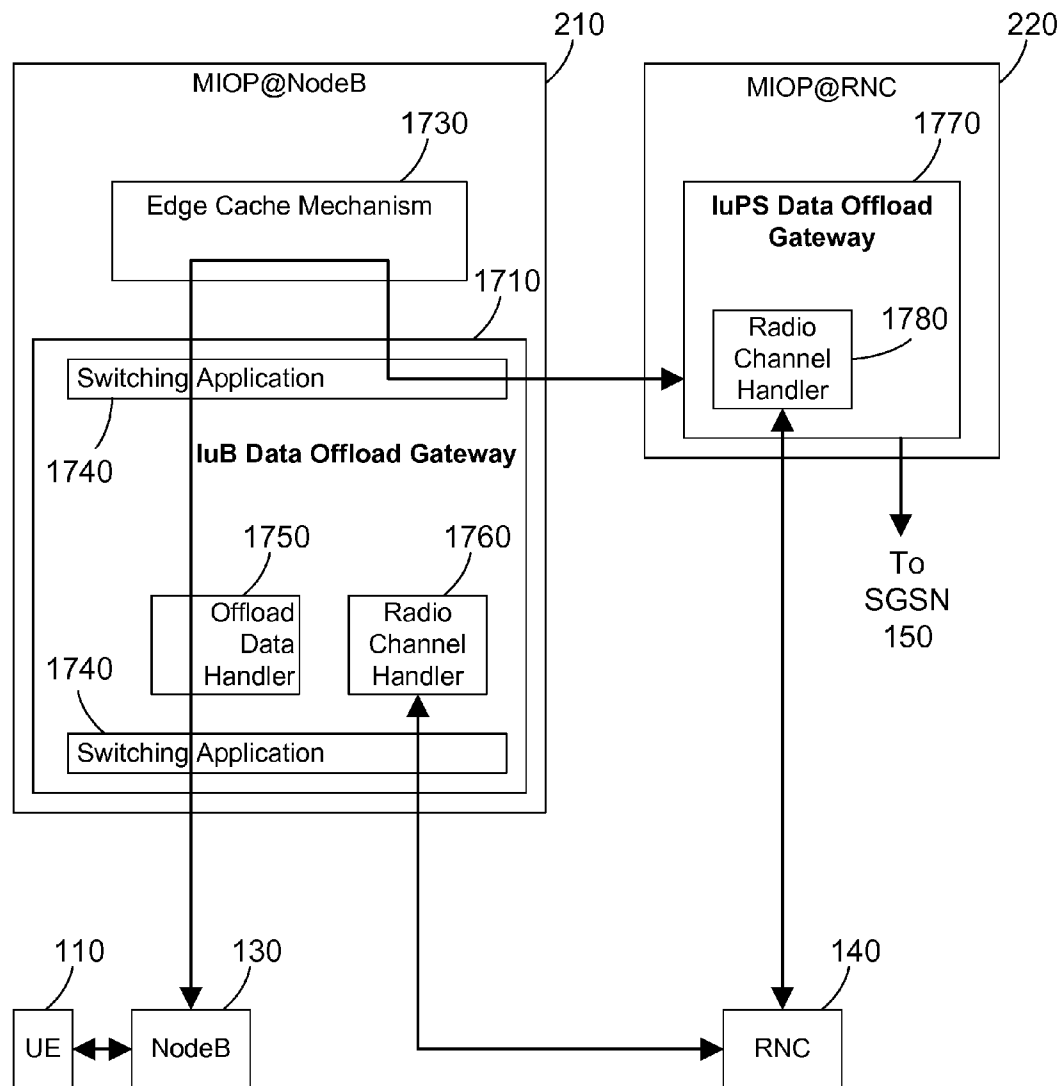 210
220
MIOP@NodeB
MIOP@RNC
1730
1770
Edge Cache Mechanism
IuPS Data Offload
Gateway
1710
1780
Radio
Channel
Handler
Switching Application
1740
IuB Data Offload Gateway
1750
1760
To
SGSN
150
Offload
Data
Handler
Radio
Channel
Handler
1740
Switching Application
110
130
140
UE
NodeB
RNC